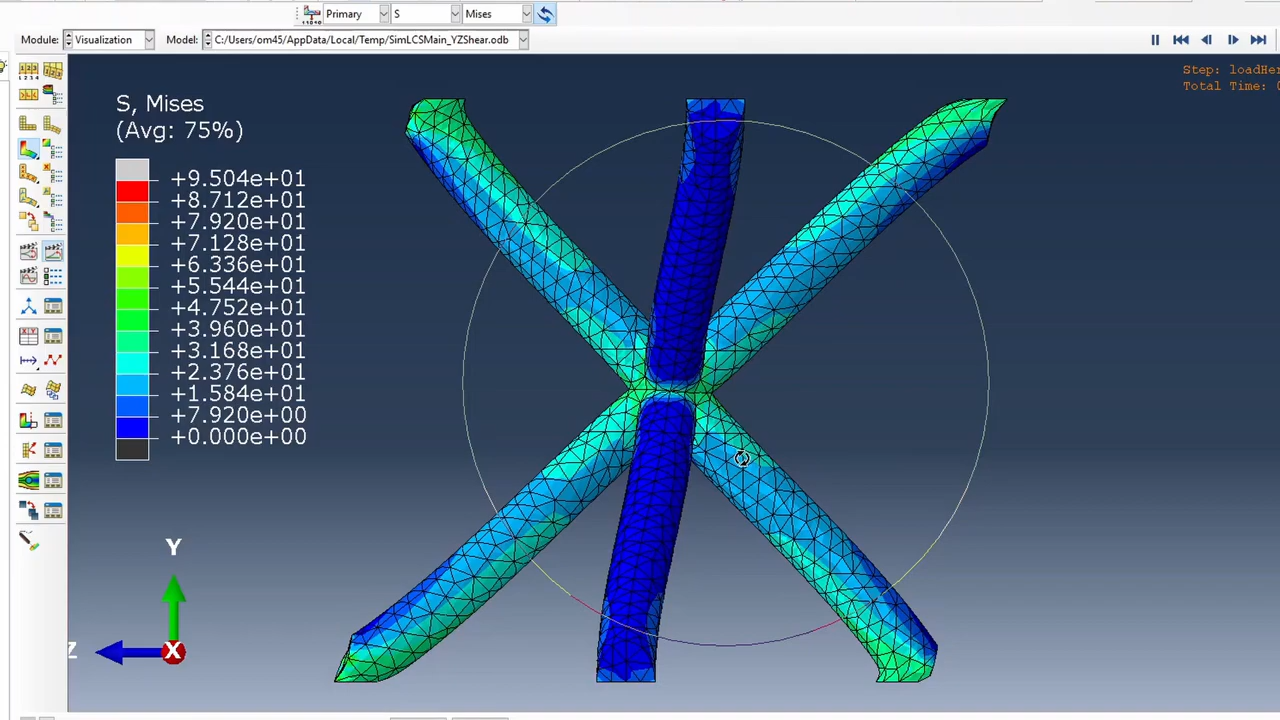 Primary S Mises
Module: Visualization Model: C:/Users/om45/AppData/Local/Temp/SimLCSMain_YZShear.odb
Step: loadHer
Total Time:
S, Mises
(Avg: 75%)
+9.504e+01
+8.712e+01
+7.920e+01
+7.128e+01
+6.336e+01
+5.544e+01
+4.752e+01
+3.960e+01
+3.168e+01
+2.376e+01
+1.584e+01
+7.920e+00
+0.000e+00
Y
Z X